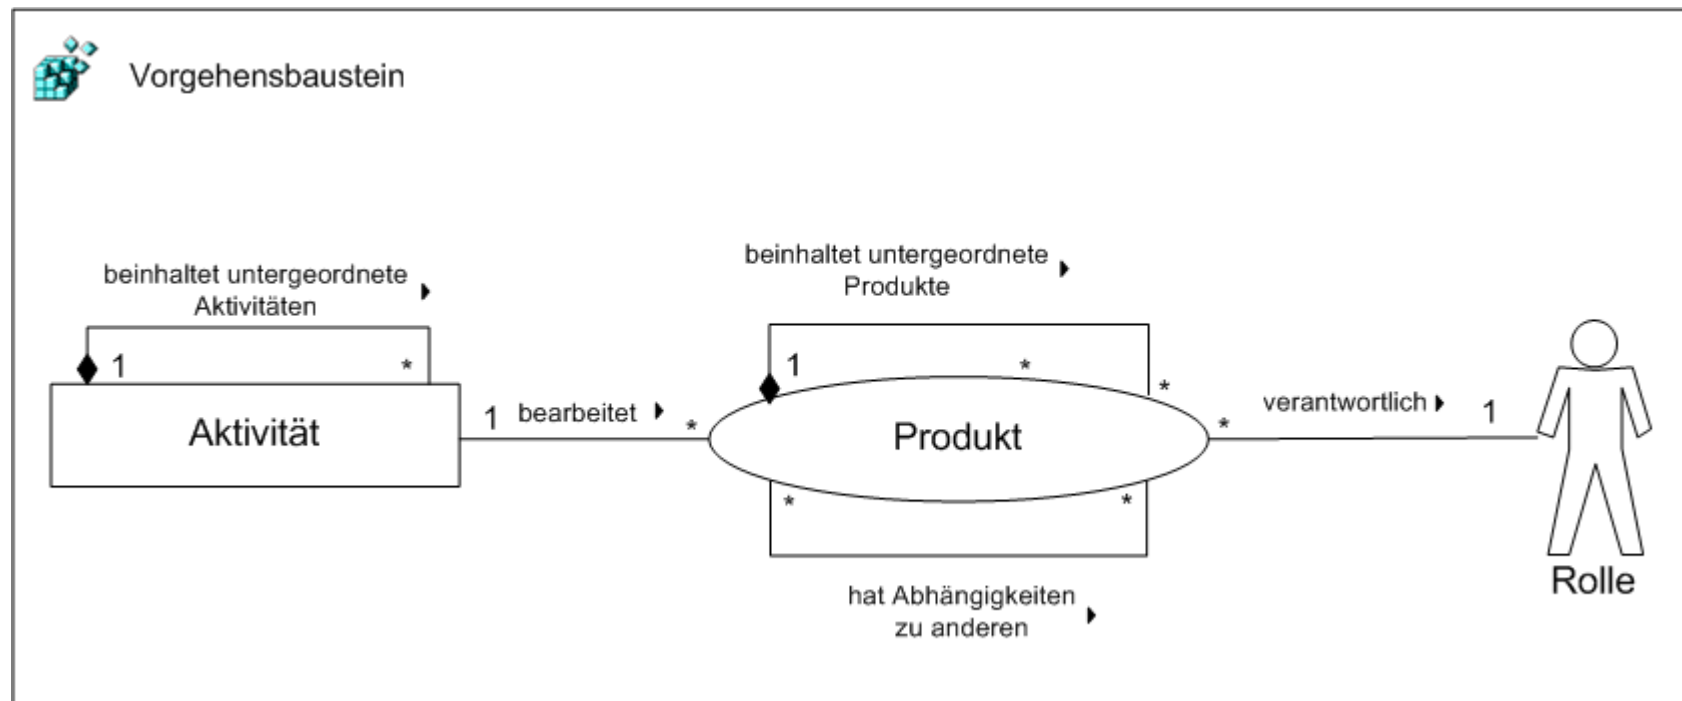 Vorgehensbaustein
beinhaltet untergeordnete
Aktivitäten
1 *
Aktivität
1 bearbeitet *
beinhaltet untergeordnete
Produkte
1 * *
Produkt
* *
hat Abhängigkeiten
zu anderen
* verantwortlich 1
Rolle